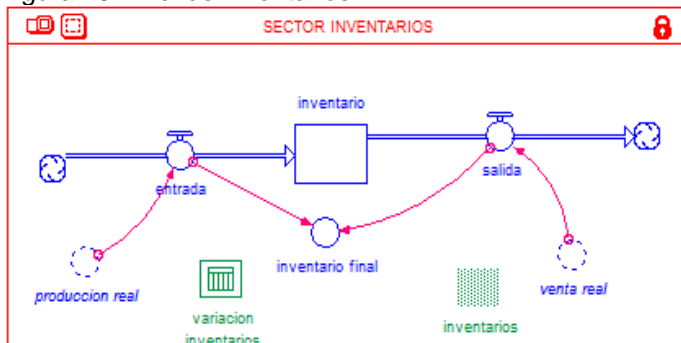 SECTOR INVENTARIOS
inventario
entrada
salida
inventario final
produccion real
venta real
variacion
inventarios
inventarios